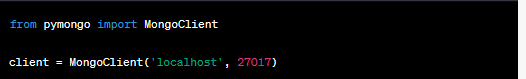 from pymongo import MongoClient
client = MongoClient('localhost', 27017)